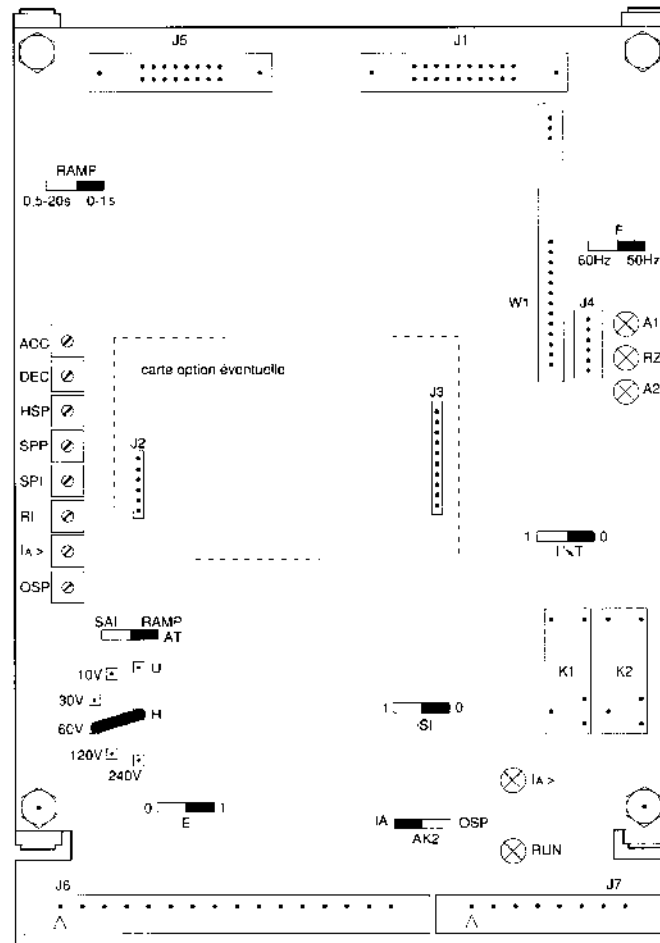 J5
J1
RAMP
0,5-20s 0-1s
F
60Hz 50Hz
W1
J4
A1
RZ
A2
ACC
DEC
HSP
SPP
SPI
RI
IA >
OSP
carte option éventuelle
J2
J3
1 0
SAI RAMP
AT
10V
U
30V
60V
H
120V
240V
K1
K2
1 0
SI
IA >
0 1
E
IA OSP
AK2
RUN
J6
J7